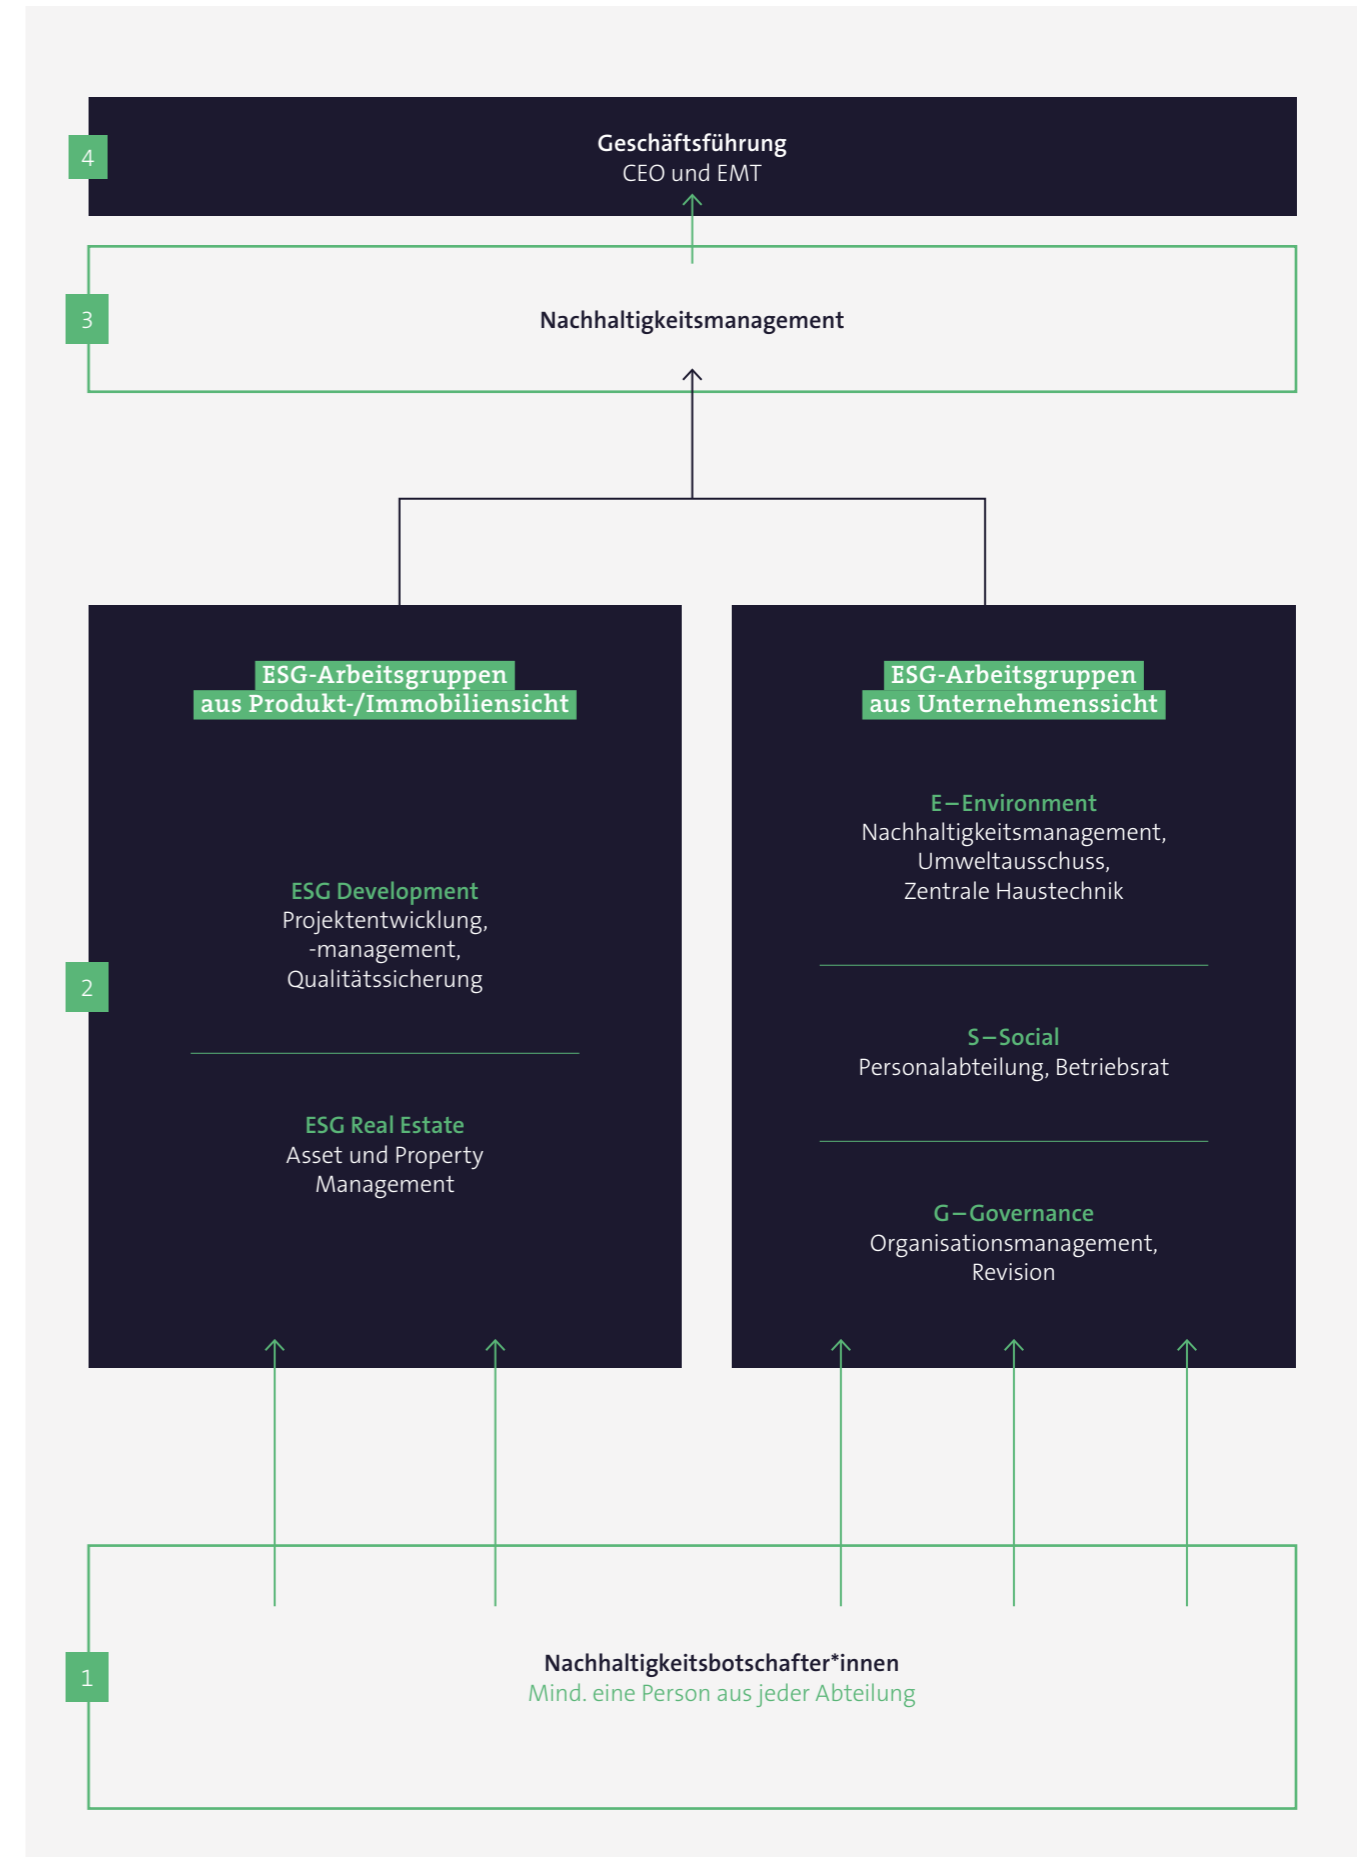 4
Geschäftsführung
CEO und EMT
3
Nachhaltigkeitsmanagement
ESG-Arbeitsgruppen
aus Produkt-/Immobiliensicht
ESG Development
Projektentwicklung,
-management,
Qualitätssicherung
ESG Real Estate
Asset und Property
Management
ESG-Arbeitsgruppen
aus Unternehmenssicht
E – Environment
Nachhaltigkeitsmanagement,
Umweltausschuss,
Zentrale Haustechnik
S – Social
Personalabteilung, Betriebsrat
G – Governance
Organisationsmanagement,
Revision
2
1
Nachhaltigkeitsbotschafter*innen
Mind. eine Person aus jeder Abteilung